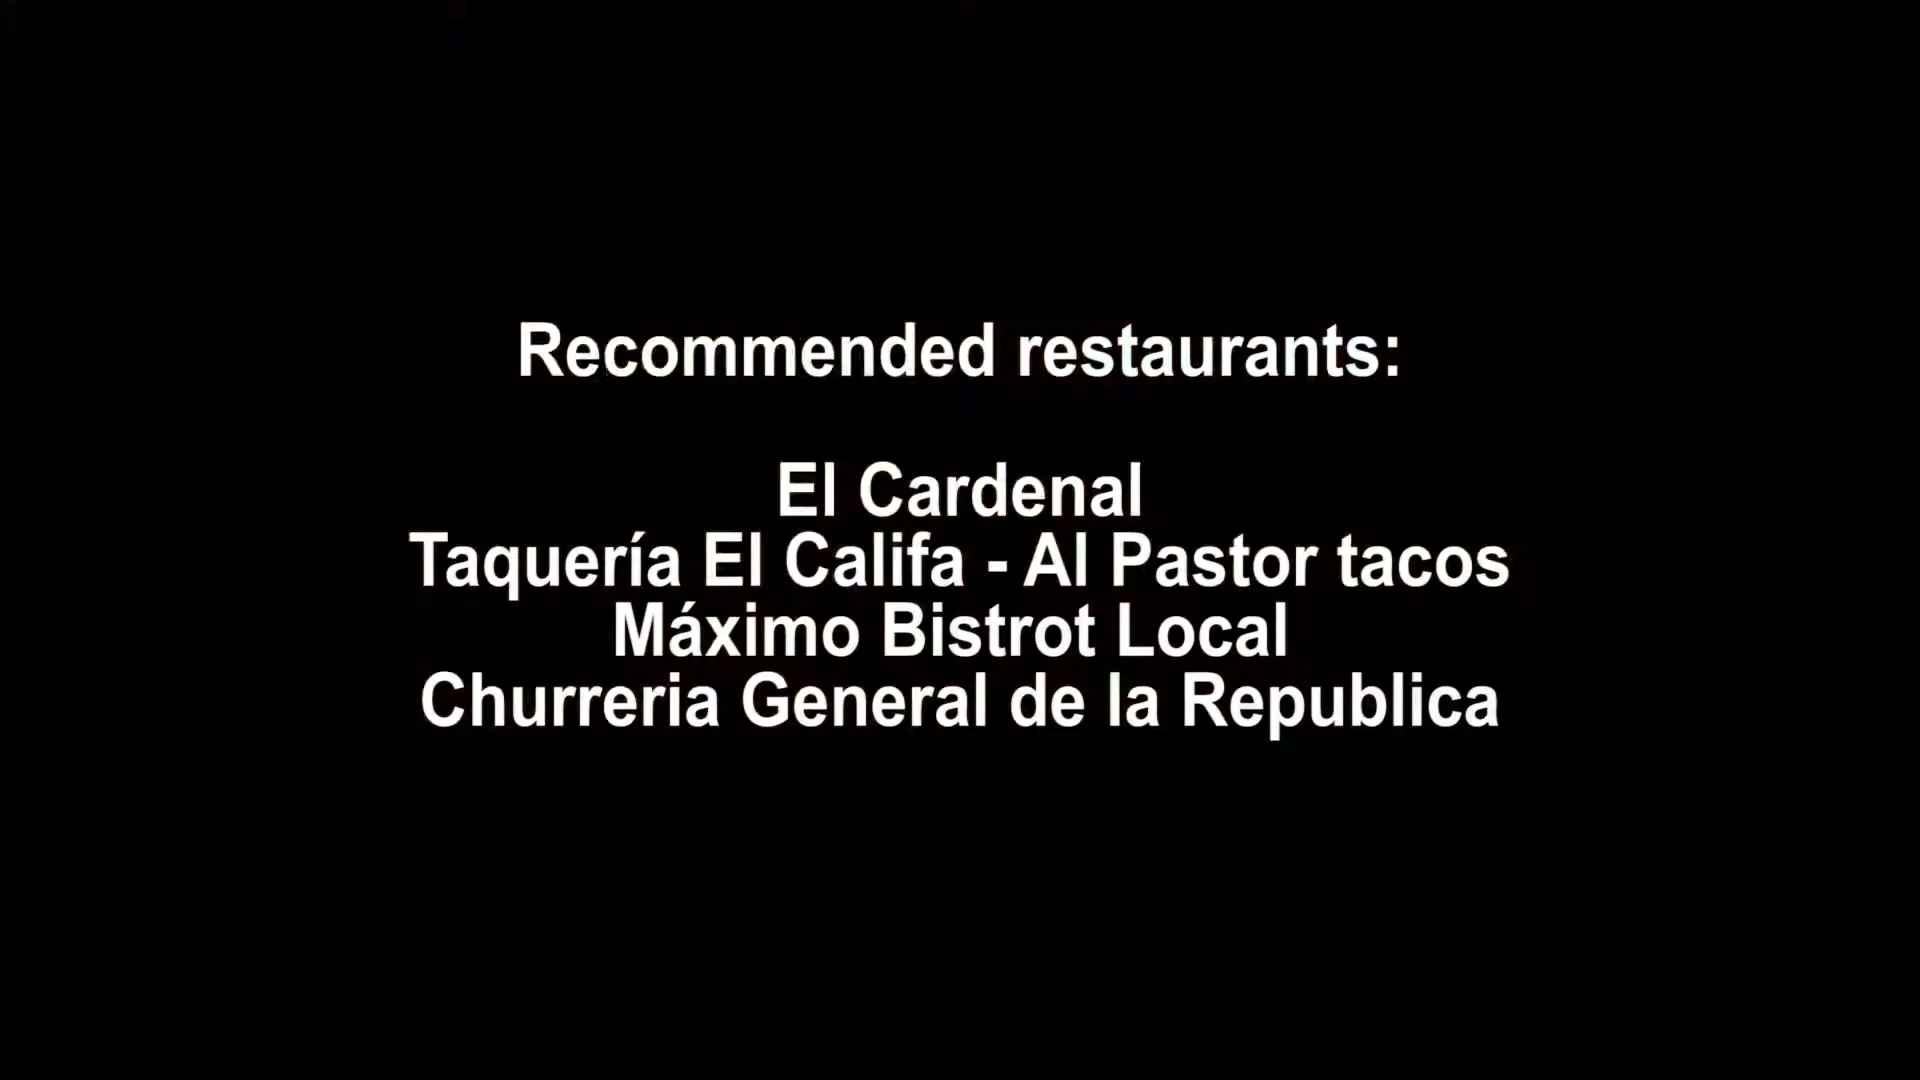 Recommended restaurants:
El Cardenal
Taquería El Califa - Al Pastor tacos
Máximo Bistrot Local
Churreria General de la Republica